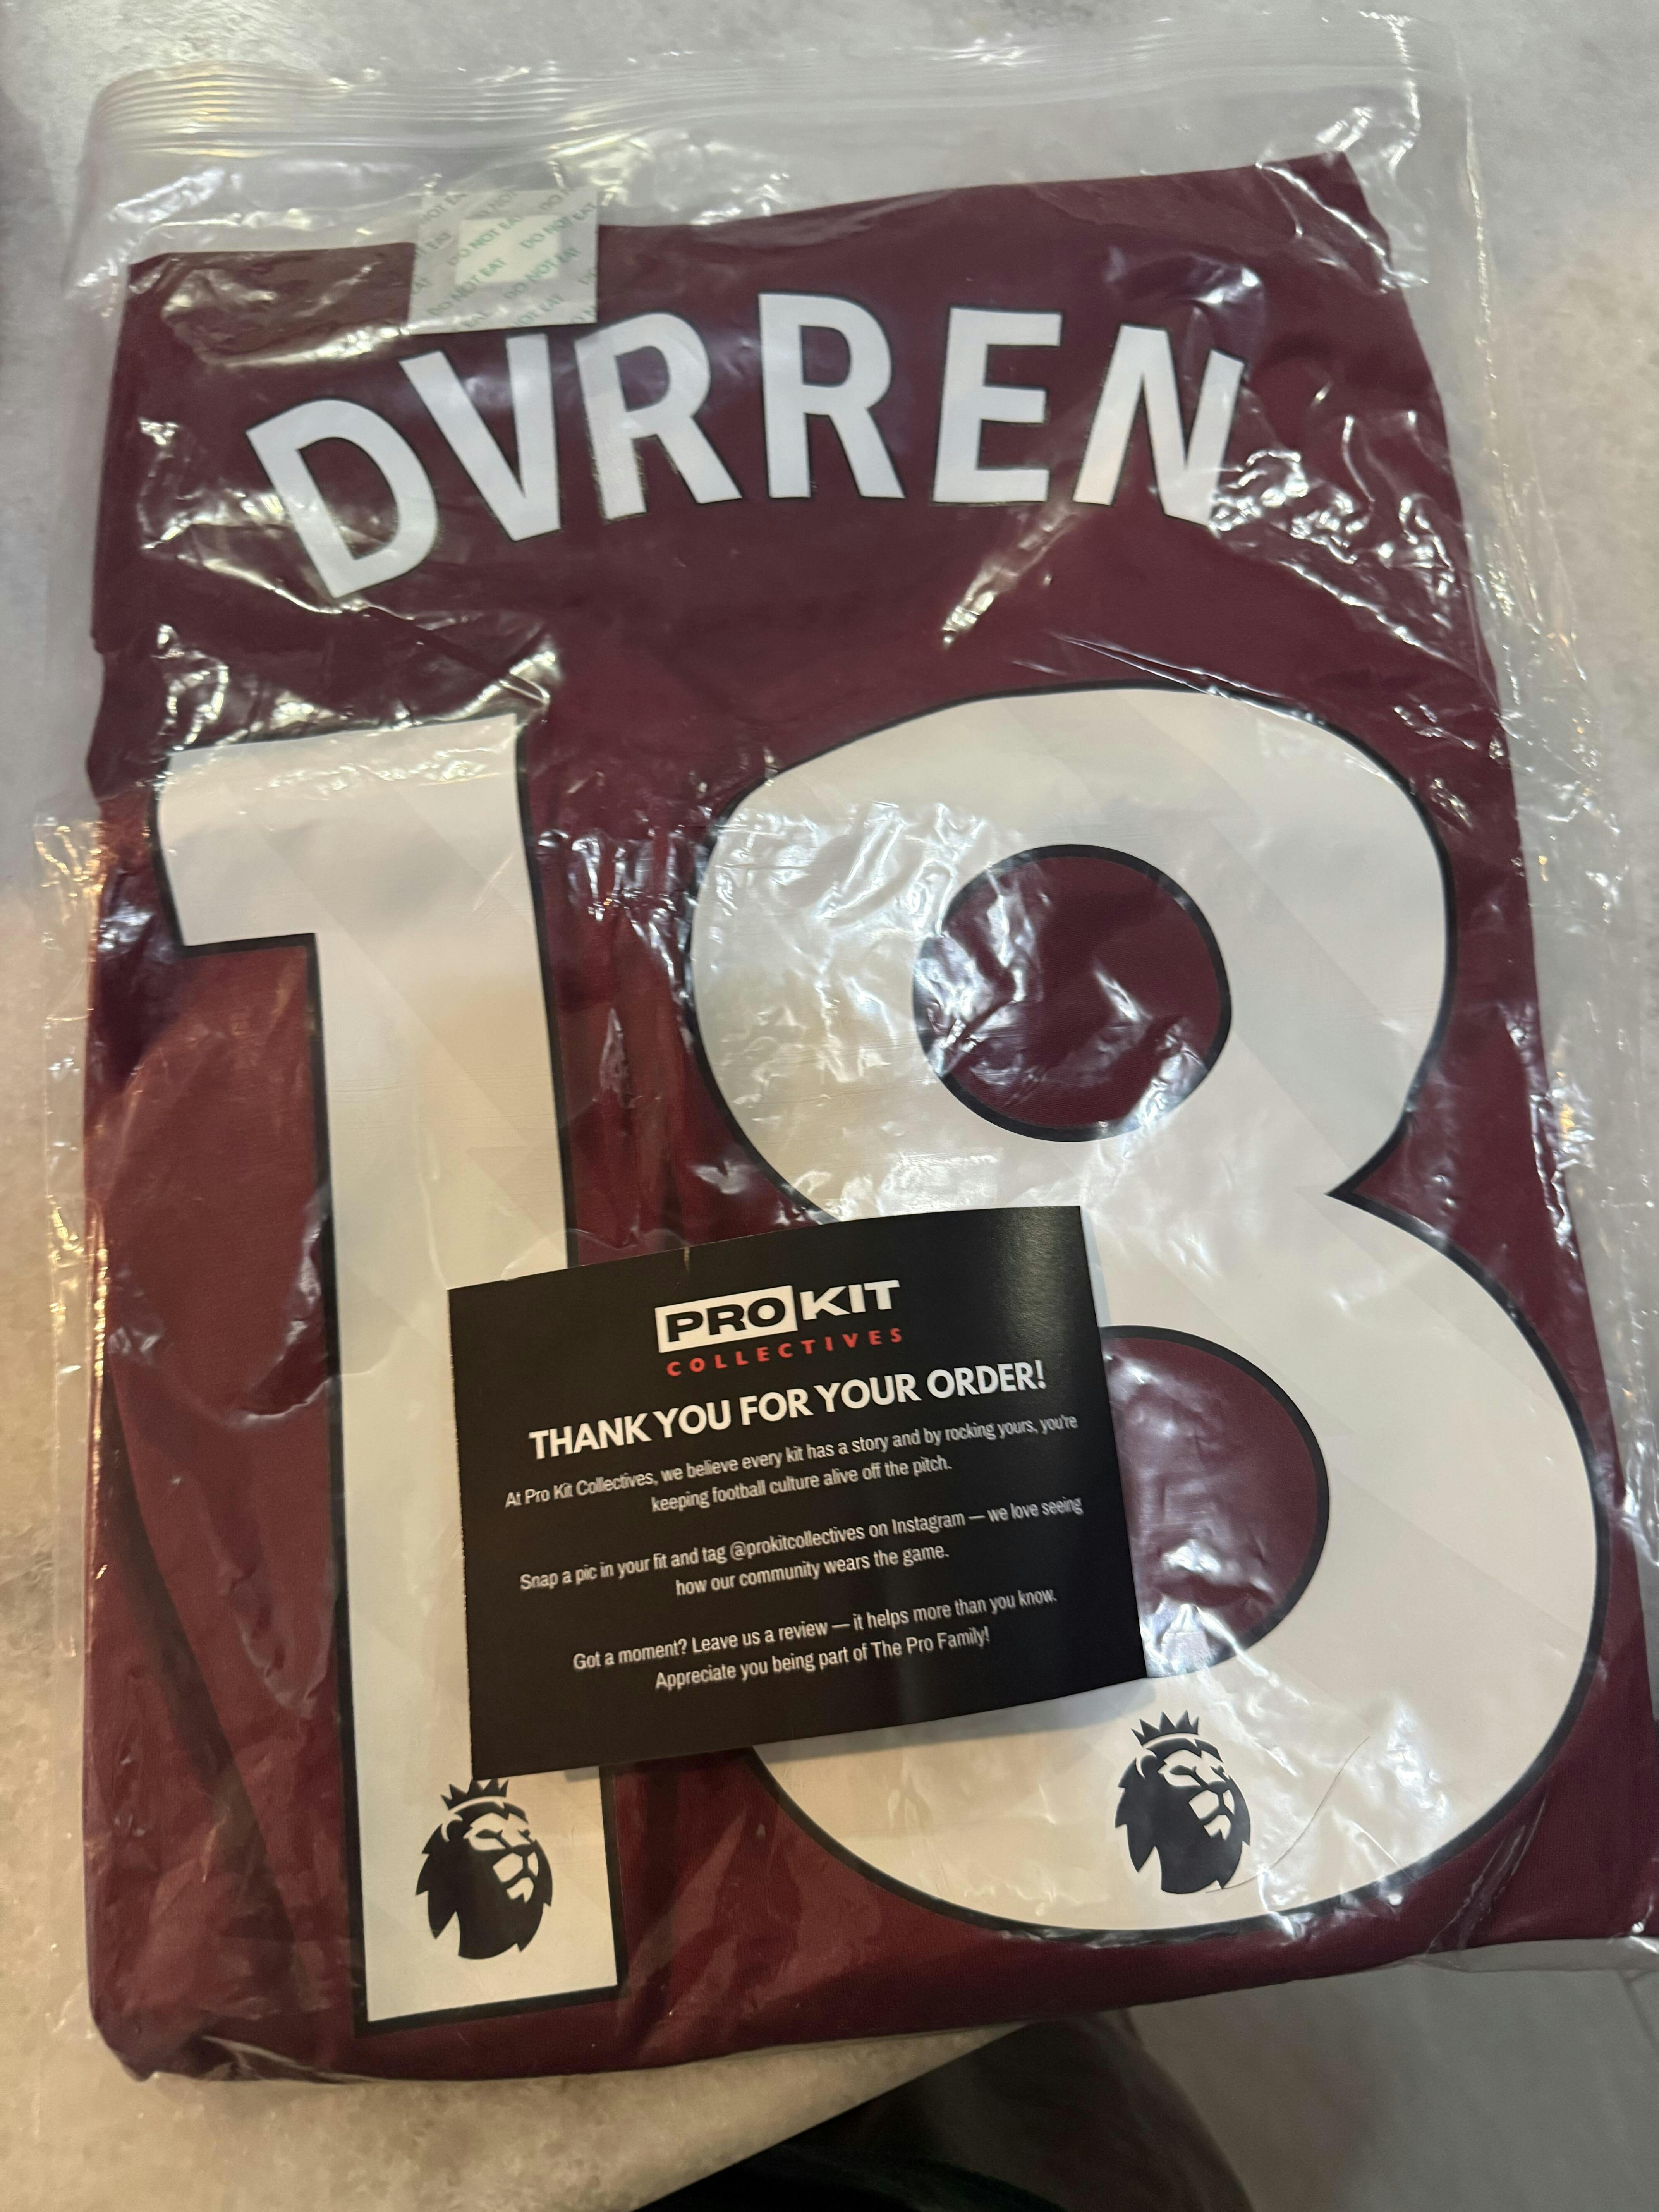 DO NOT EAT
DVRREN
18
PROKIT
COLLECTIVES
THANK YOU FOR YOUR ORDER!
At Pro Kit Collectives, we believe every kit has a story and by rocking yours, you're
keeping football culture alive off the pitch.
Snap a pic in your fit and tag @prokitcollectives on Instagram — we love seeing
how our community wears the game.
Got a moment? Leave us a review — it helps more than you know.
Appreciate you being part of The Pro Family!